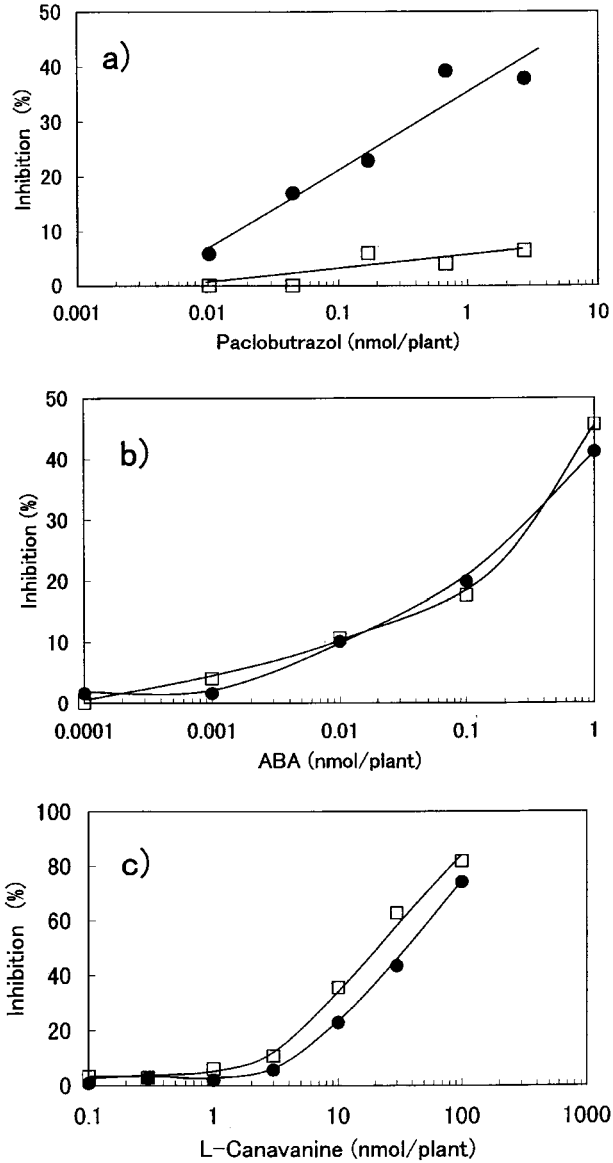 a)
50
40
30
20
10
0
Inhibition (%)
0.001 0.01 0.1 1 10
Paclobutrazol (nmol/plant)
b)
50
40
30
20
10
0
Inhibition (%)
0.0001 0.001 0.01 0.1 1
ABA (nmol/plant)
c)
100
80
60
40
20
0
Inhibition (%)
0.1 1 10 100 1000
L-Canavanine (nmol/plant)